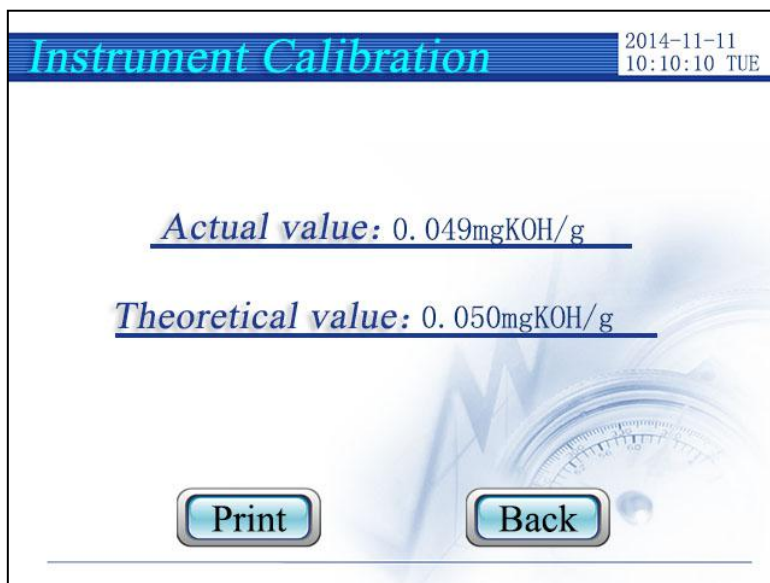 Instrument Calibration
2014-11-11
10:10:10 TUE
Actual value: 0.049mgKOH/g
Theoretical value: 0.050mgKOH/g
Print
Back